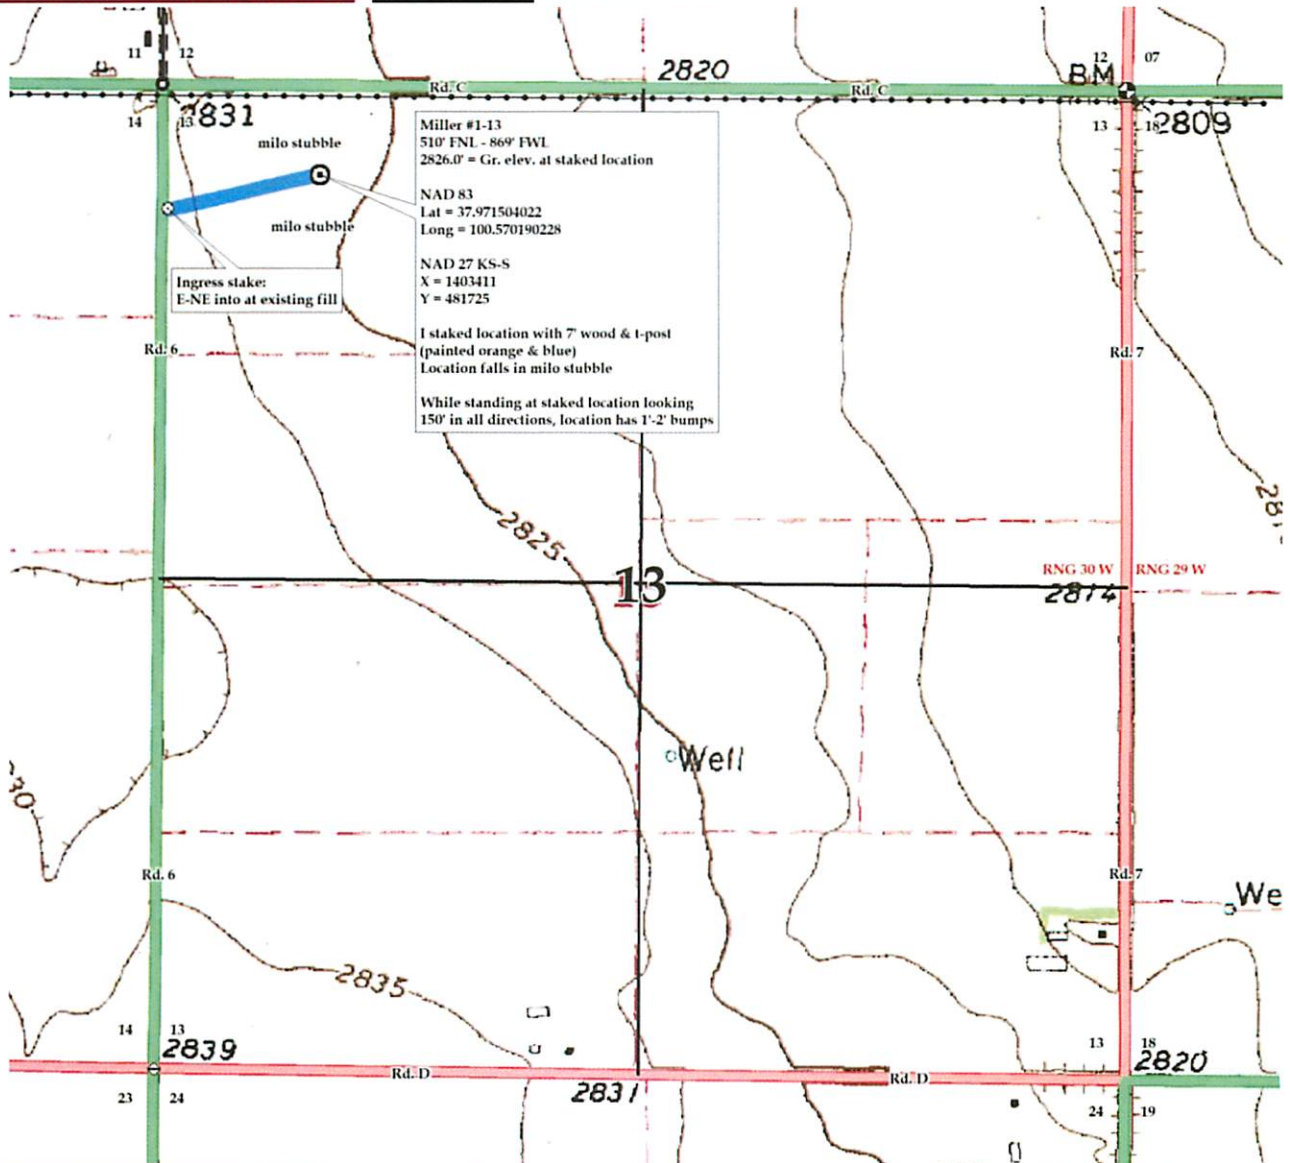 11 12
12 07
2820
BM
Rd. C
Rd. C
2831
14 13
13 18
2809
milo stubble
milo stubble
Miller #1-13
510' FNL - 869' FWL
2826.0' = Gr. elev. at staked location
NAD 83
Lat = 37.971504022
Long = 100.570190228
NAD 27 KS-S
X = 1403411
Y = 481725
I staked location with 7' wood & t-post
(painted orange & blue)
Location falls in milo stubble
While standing at staked location looking
150' in all directions, location has 1'-2' bumps
Ingress stake:
E-NE into at existing fill
Rd. 6
Rd. 7
2825
13
RNG 30 W
RNG 29 W
2814
Well
Rd. 6
Rd. 7
We
2835
14 13
13 18
2839
2820
Rd. D
Rd. D
2831
23 24
24 19